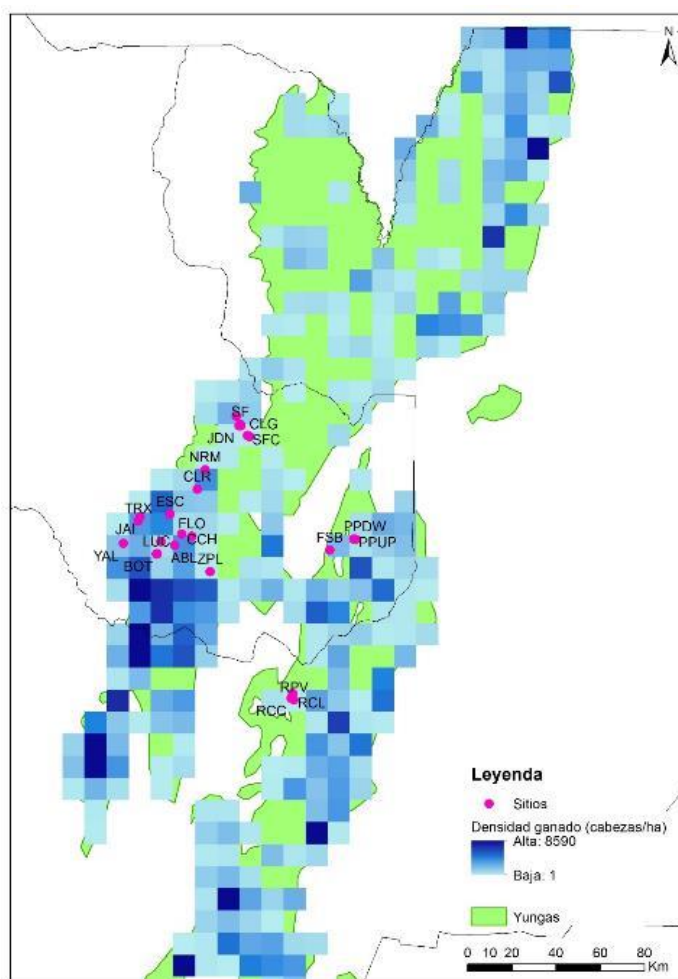 N
SF
CLG
JDN
SFC
NRM
CLR
ESC
TRX
JAI
FLO
LUC
CCH
YAL
BOT
ABL
ZPL
PPDW
FSB
PPUP
RPV
RCC
RCL
Leyenda
Sitios
Densidad ganado (cabezas/ha)
Alta: 8590
Baja: 1
Yungas
0 10 20 40 60 80
Km